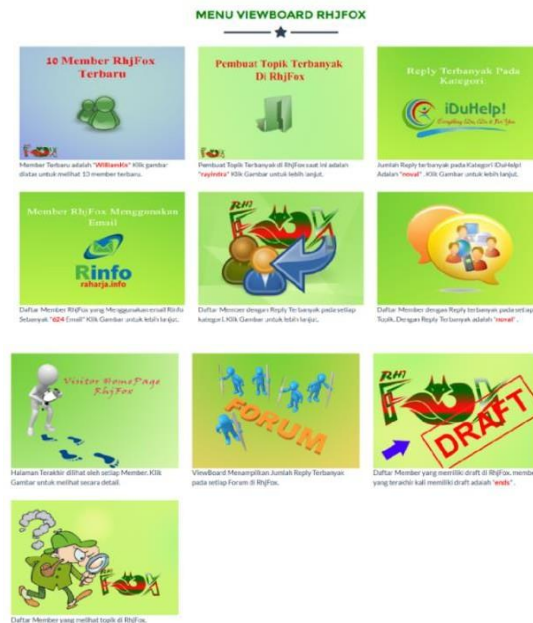 MENU VIEWBOARD RHJFOX
10 Member RhjFox
Terbaru
Member Terbaru adalah "Williamliz" Klik gambar
diatas untuk melihat 10 member terbaru.
Pembuat Topik Terbanyak
Di RhjFox
Pembuat Topik Terbanyak di RhjFox saat ini adalah
Klik Gambar untuk lebih lanjut.
Reply Terbanyak Pada
Kategori
iDuHelp!
Jumlah Reply terbanyak pada Kategori iDuHelp!
Adalah "noval" . Klik Gambar untuk lebih lanjut.
Member RhjFox Menggunakan
Email
Rinfo
raharja.info
Daftar Member RhjFox yang Menggunakan email Rinfo
Sebanyak "624 Email" Klik Gambar untuk lebih lanjut.
RHJ
FOX
Daftar Member dengan Reply Terbanyak pada setiap
kategori. Klik Gambar untuk lebih lanjut.
Daftar Member dengan Reply terbanyak pada setiap
Topik. Dengan Reply Terbanyak adalah "noval".
Visitor HomePage
RhjFox
Halaman Terakhir dilihat oleh setiap Member. Klik
Gambar untuk melihat secara detail.
FORUM
ViewBoard Menampilkan Jumlah Reply Terbanyak
pada setiap Forum di RhjFox.
RHJ
FOX
DRAFT
Daftar Member yang memiliki draft di RhjFox. member
yang terakhir kali memiliki draft adalah "ends" .
FOX
Daftar Member yang melihat topik di RhjFox.